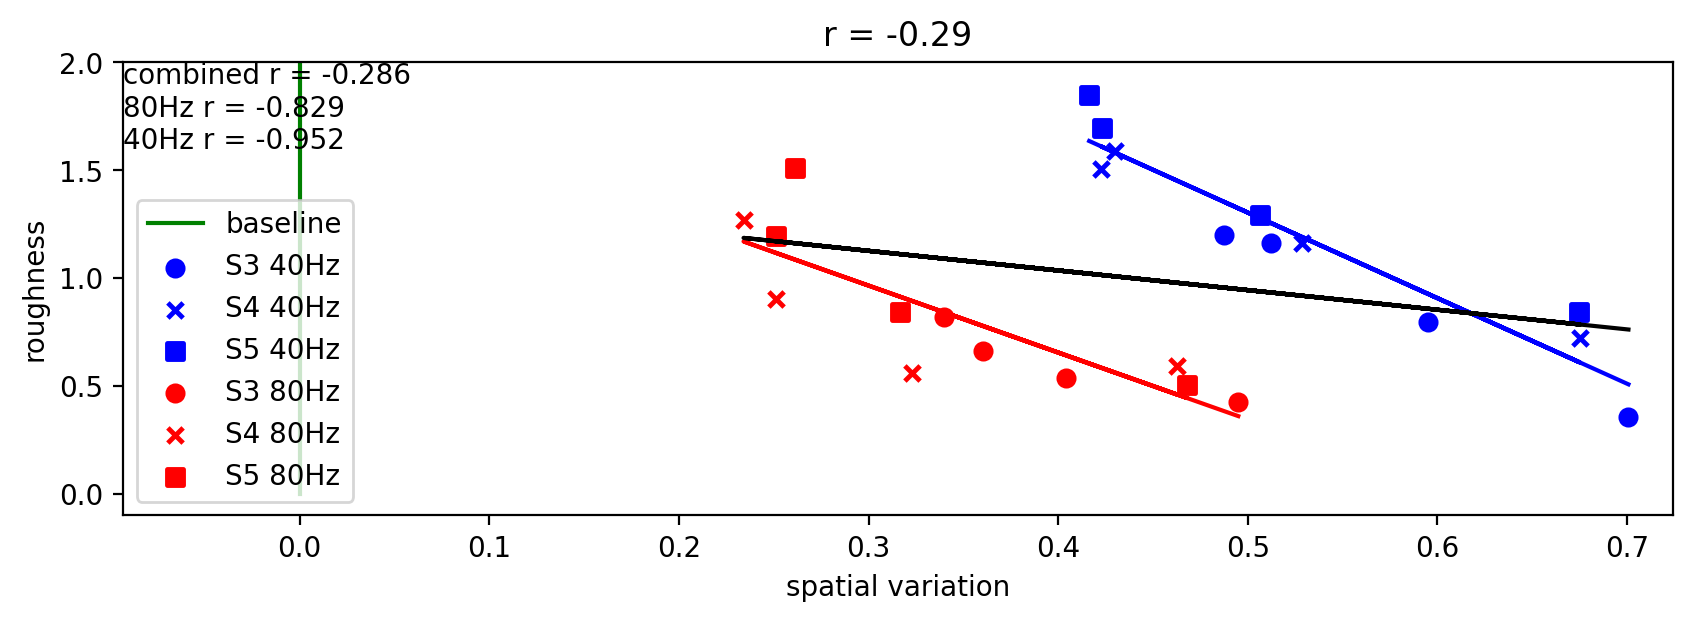 r = -0.29
combined r = -0.286
80Hz r = -0.829
40Hz r = -0.952
baseline
S3 40Hz
S4 40Hz
S5 40Hz
S3 80Hz
S4 80Hz
S5 80Hz
roughness
2.0
1.5
1.0
0.5
0.0
0.0 0.1 0.2 0.3 0.4 0.5 0.6 0.7
spatial variation